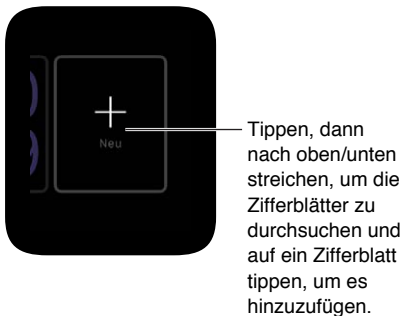 Neu
Tippen, dann
nach oben/unten
streichen, um die
Zifferblätter zu
durchsuchen und
auf ein Zifferblatt
tippen, um es
hinzuzufügen.